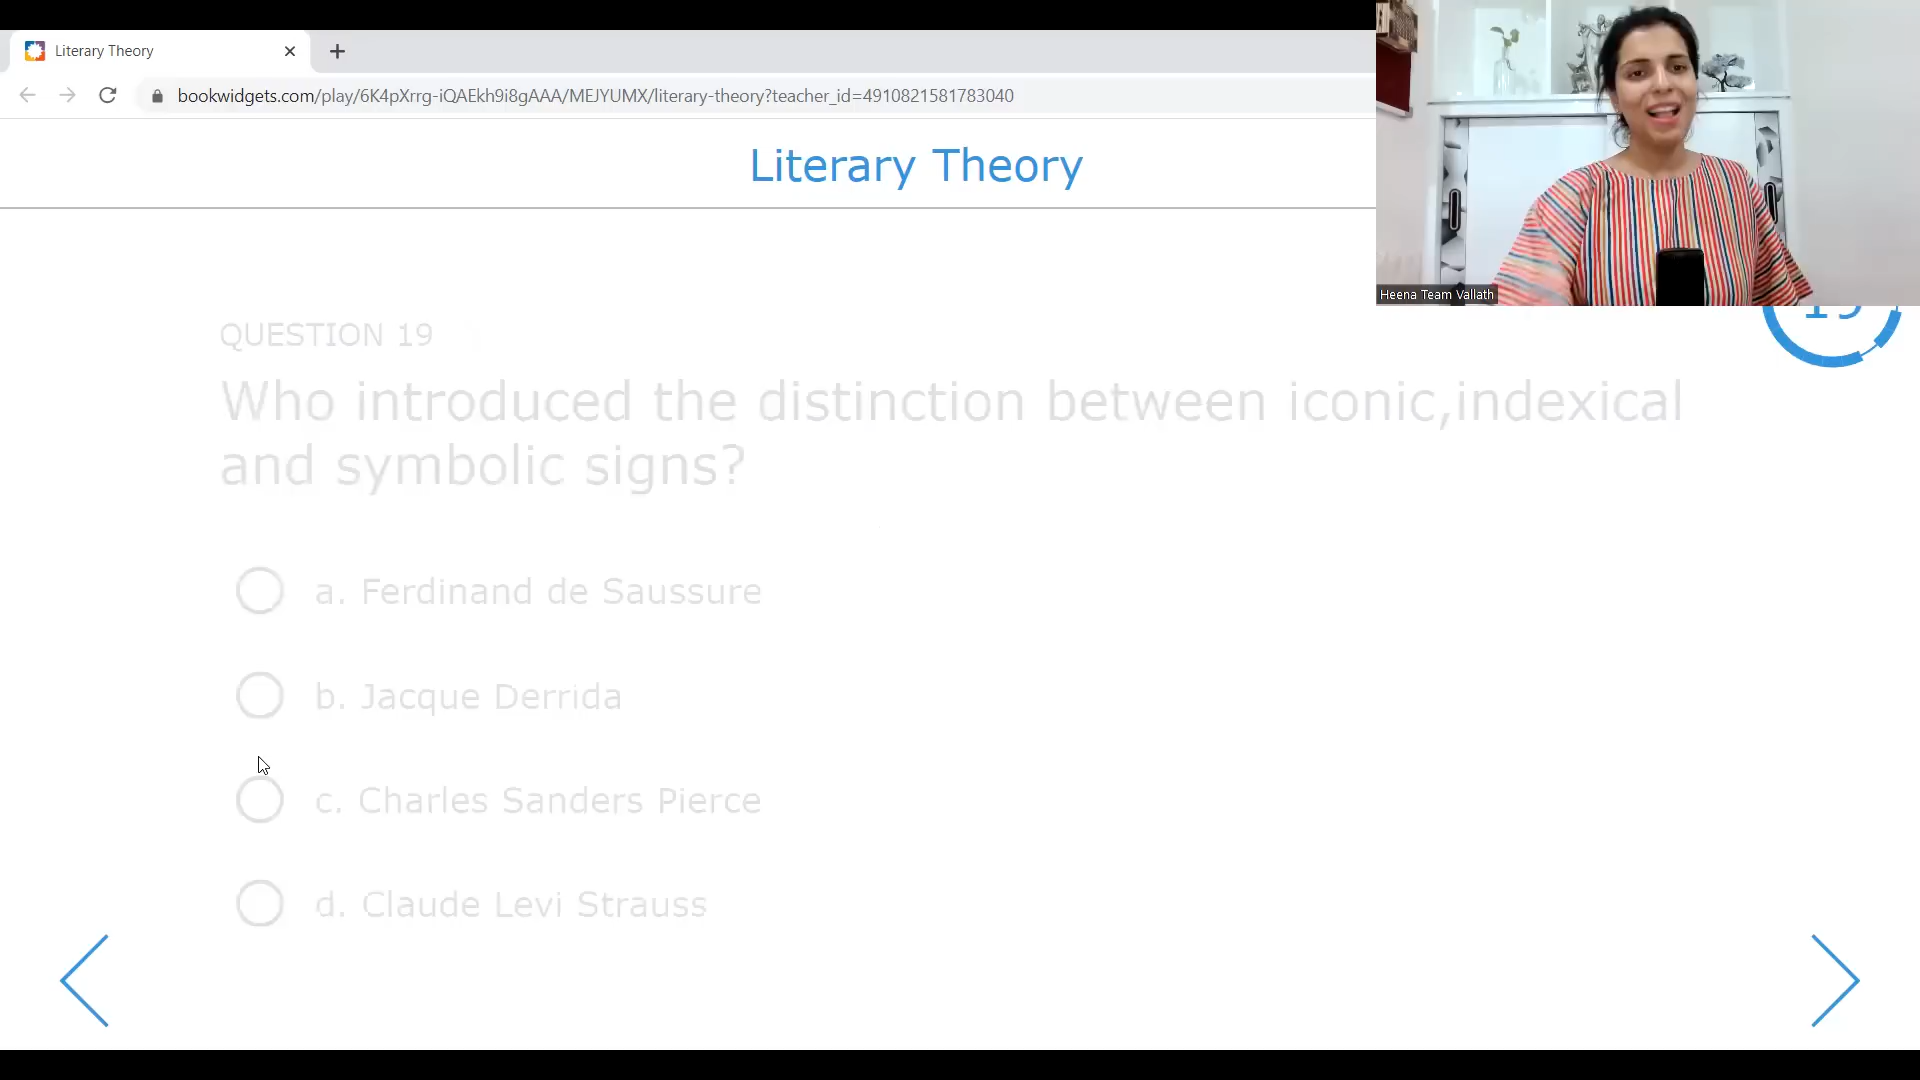 Literary Theory
bookwidgets.com/play/6K4pXrrg-iQAEkh9i8gAAA/MEJYUMX/literary-theory?teacher_id=4910821581783040
Literary Theory
Heena Team Vallath
QUESTION 19
Who introduced the distinction between iconic,indexical
and symbolic signs?
a. Ferdinand de Saussure
b. Jacque Derrida
c. Charles Sanders Pierce
d. Claude Levi Strauss